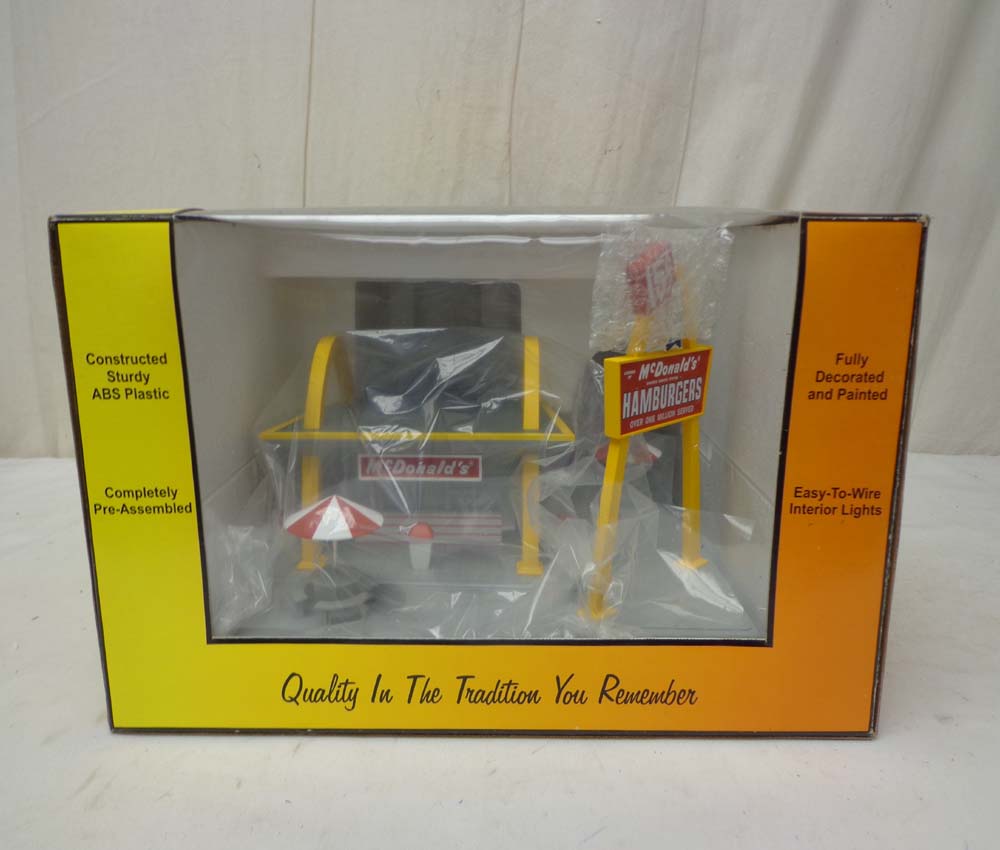 Constructed
Sturdy
ABS Plastic
Completely
Pre-Assembled
McDonald's
McDonald's
HAMBURGERS
OVER ONE MILLION SERVED
Fully
Decorated
and Painted
Easy-To-Wire
Interior Lights
Quality In The Tradition You Remember